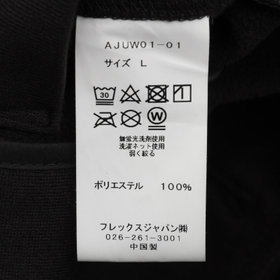 AJUW01-01
サイズ L
30
W
無蛍光洗剤使用
洗濯ネット使用
弱く絞る
ポリエステル 100%
フレックスジャパン㈱
026-261-3001
中国製